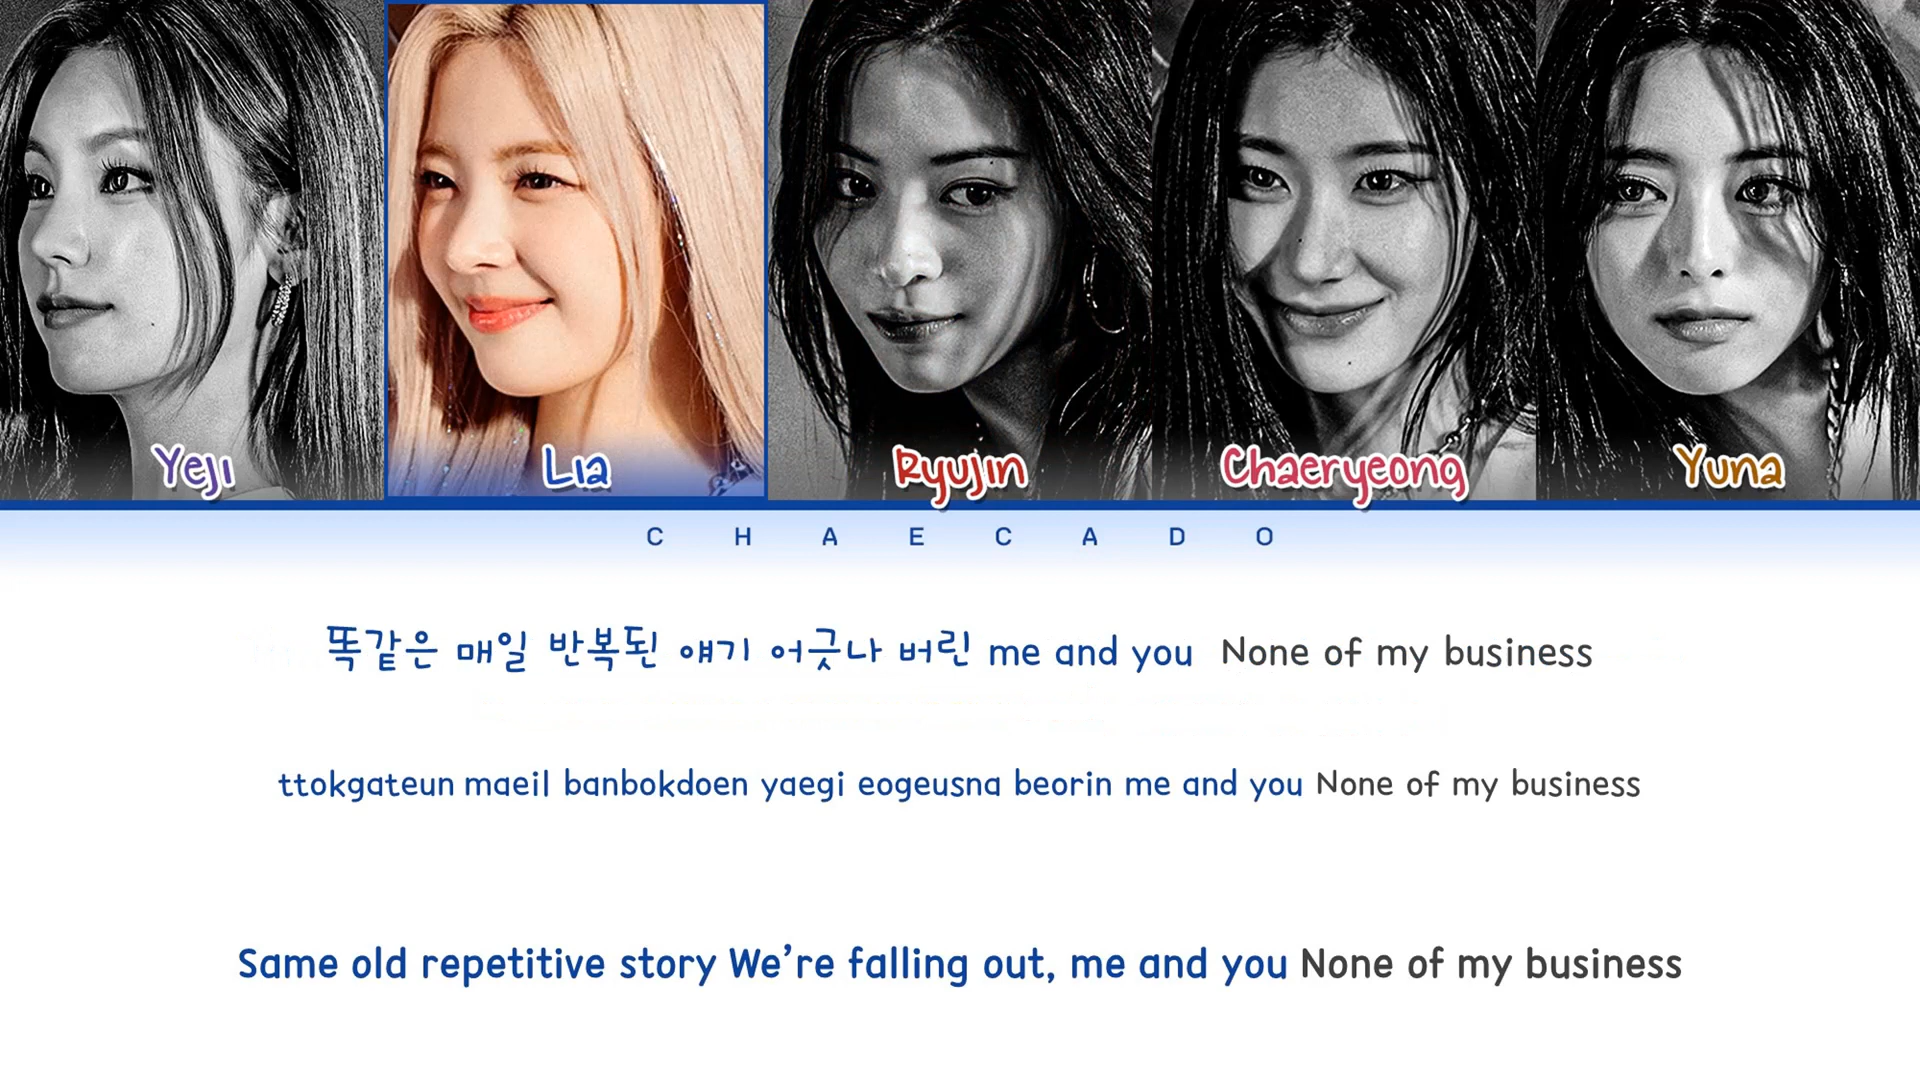 Yeji Lia Ryujin Chaeryeong Yuna
CHAECADO
똑같은 매일 반복된 얘기 어긋나 버린 me and you None of my business
ttokgateun maeil banbokdoen yaegi eogeusna beorin me and you None of my business
Same old repetitive story We’re falling out, me and you None of my business